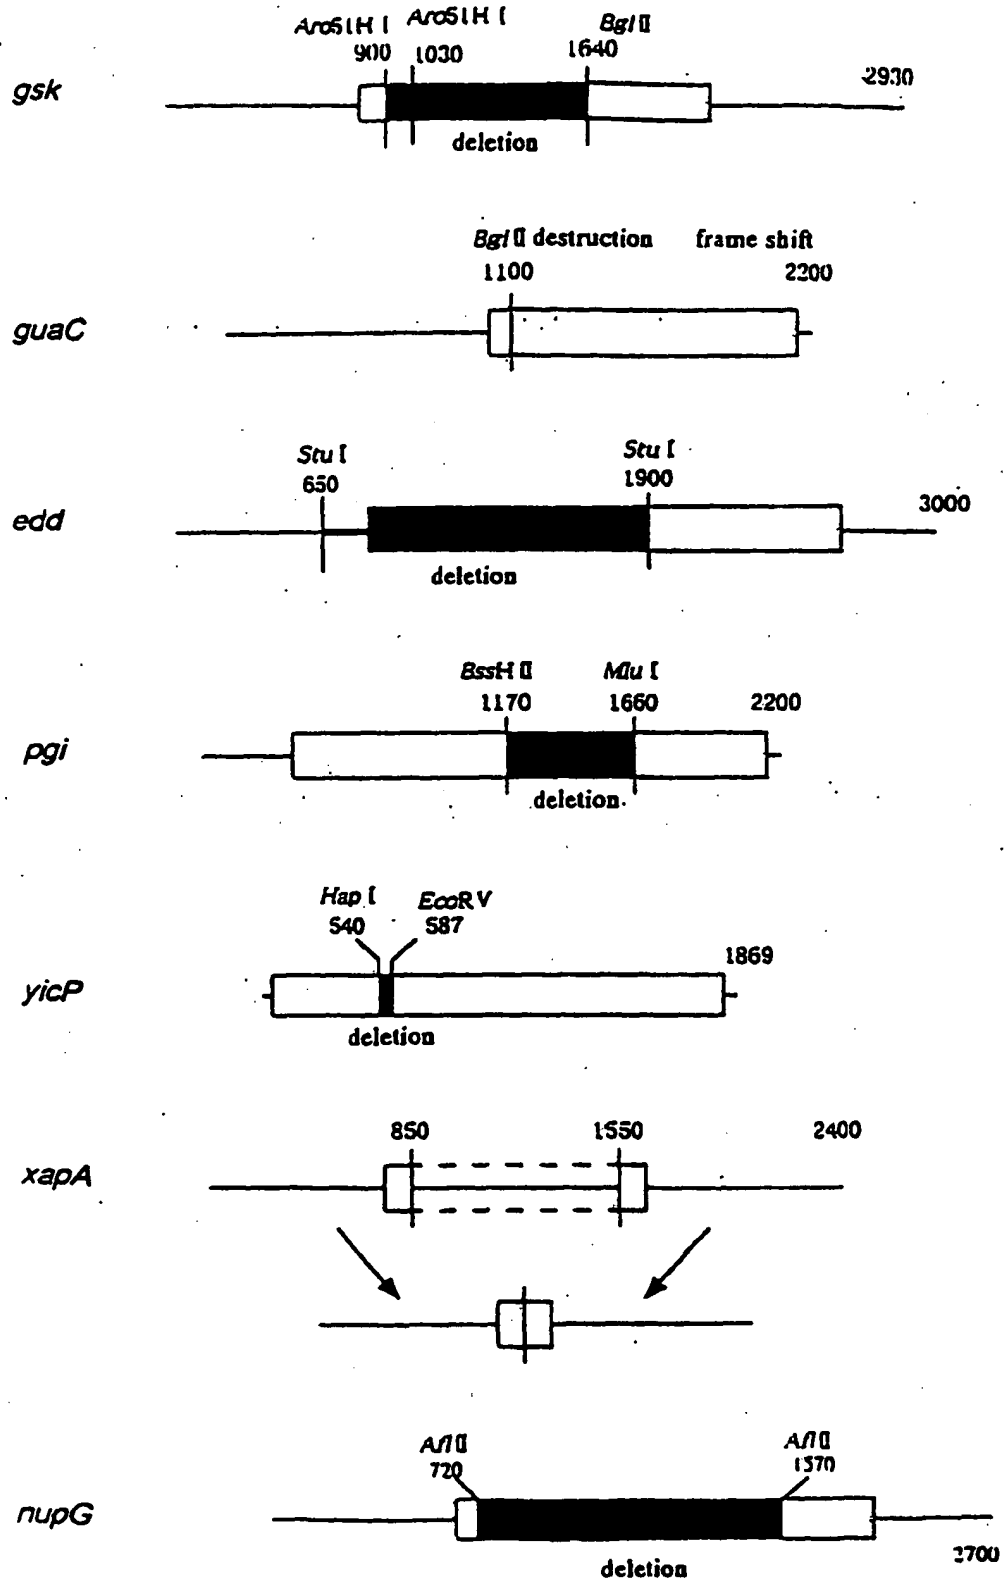 Aro51H I Aro51H I Bgl II
900 1030 1640
2930
gsk
deletion
Bgl II destruction frame shift
1100 2200
guaC
Stu I Stu I
650 1900
3000
edd
deletion
BssH II Mlu I
1170 1660 2200
pgi
deletion
Hap I EcoRV
540 587
1869
yicP
deletion
850 1550 2400
xapA
Afl II Afl II
720 1570
nupG
2700
deletion